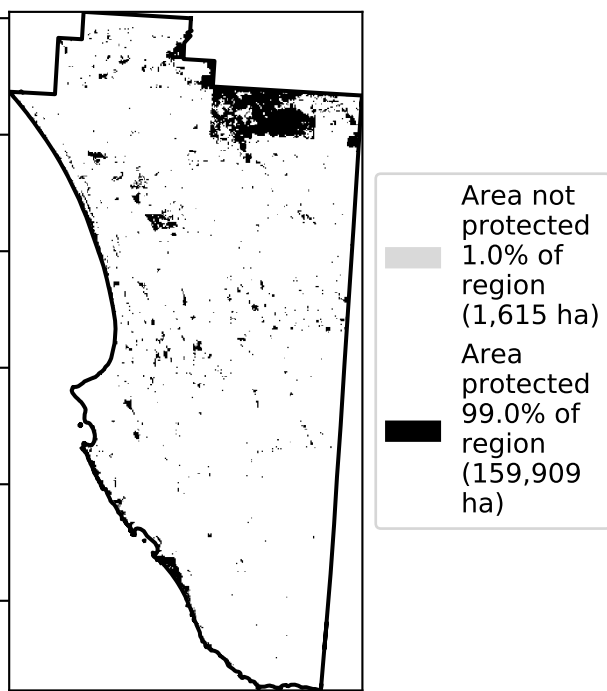 Area not
protected
1.0% of
region
(1,615 ha)
Area
protected
99.0% of
region
(159,909
ha)